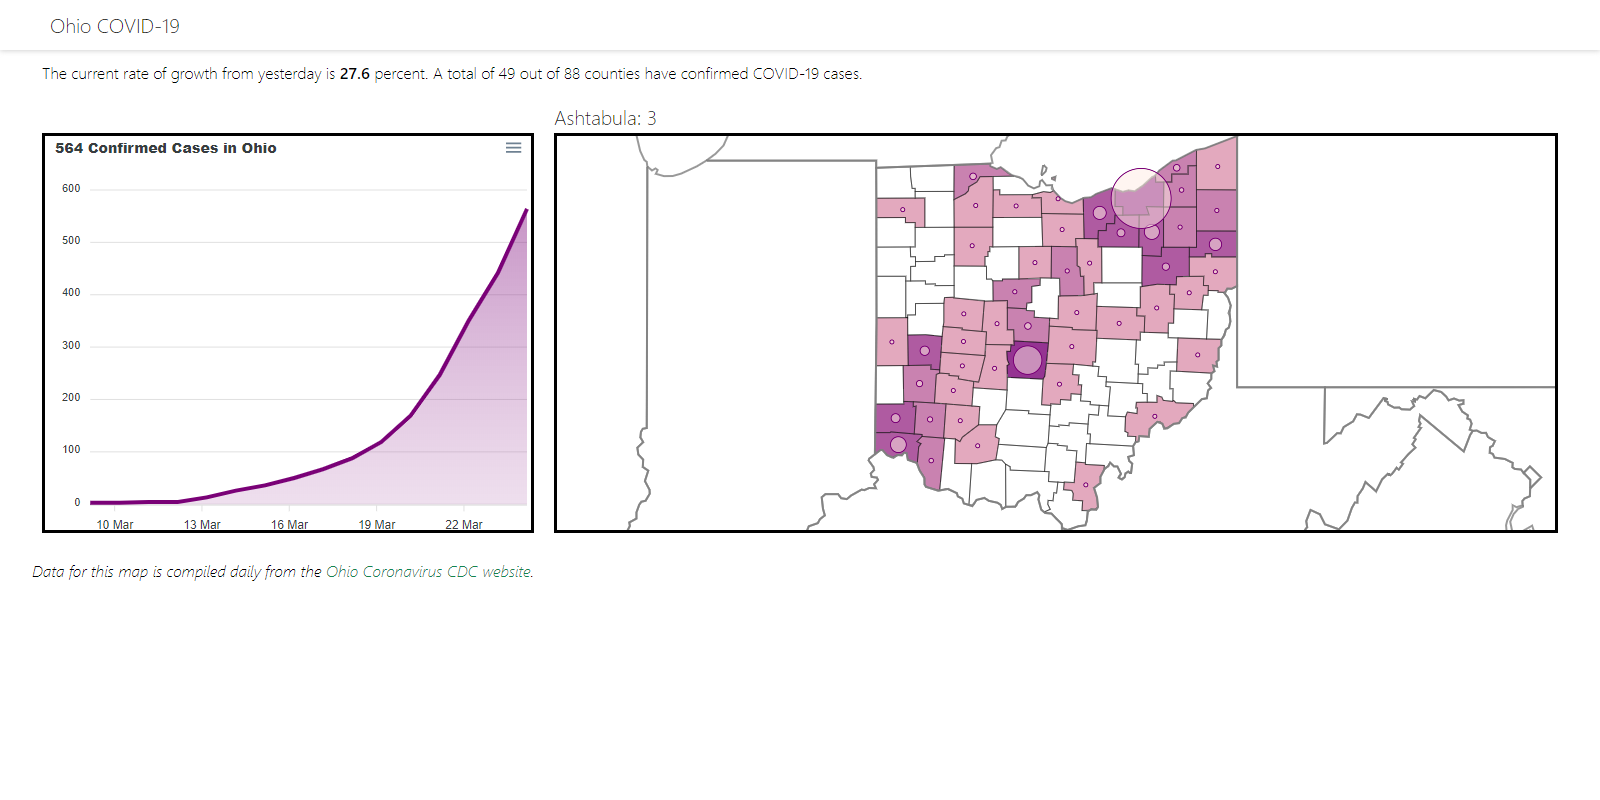 Ohio COVID-19
The current rate of growth from yesterday is 27.6 percent. A total of 49 out of 88 counties have confirmed COVID-19 cases.
Ashtabula: 3
564 Confirmed Cases in Ohio
600
500
400
300
200
100
0
10 Mar 13 Mar 16 Mar 19 Mar 22 Mar
Data for this map is compiled daily from the Ohio Coronavirus CDC website.